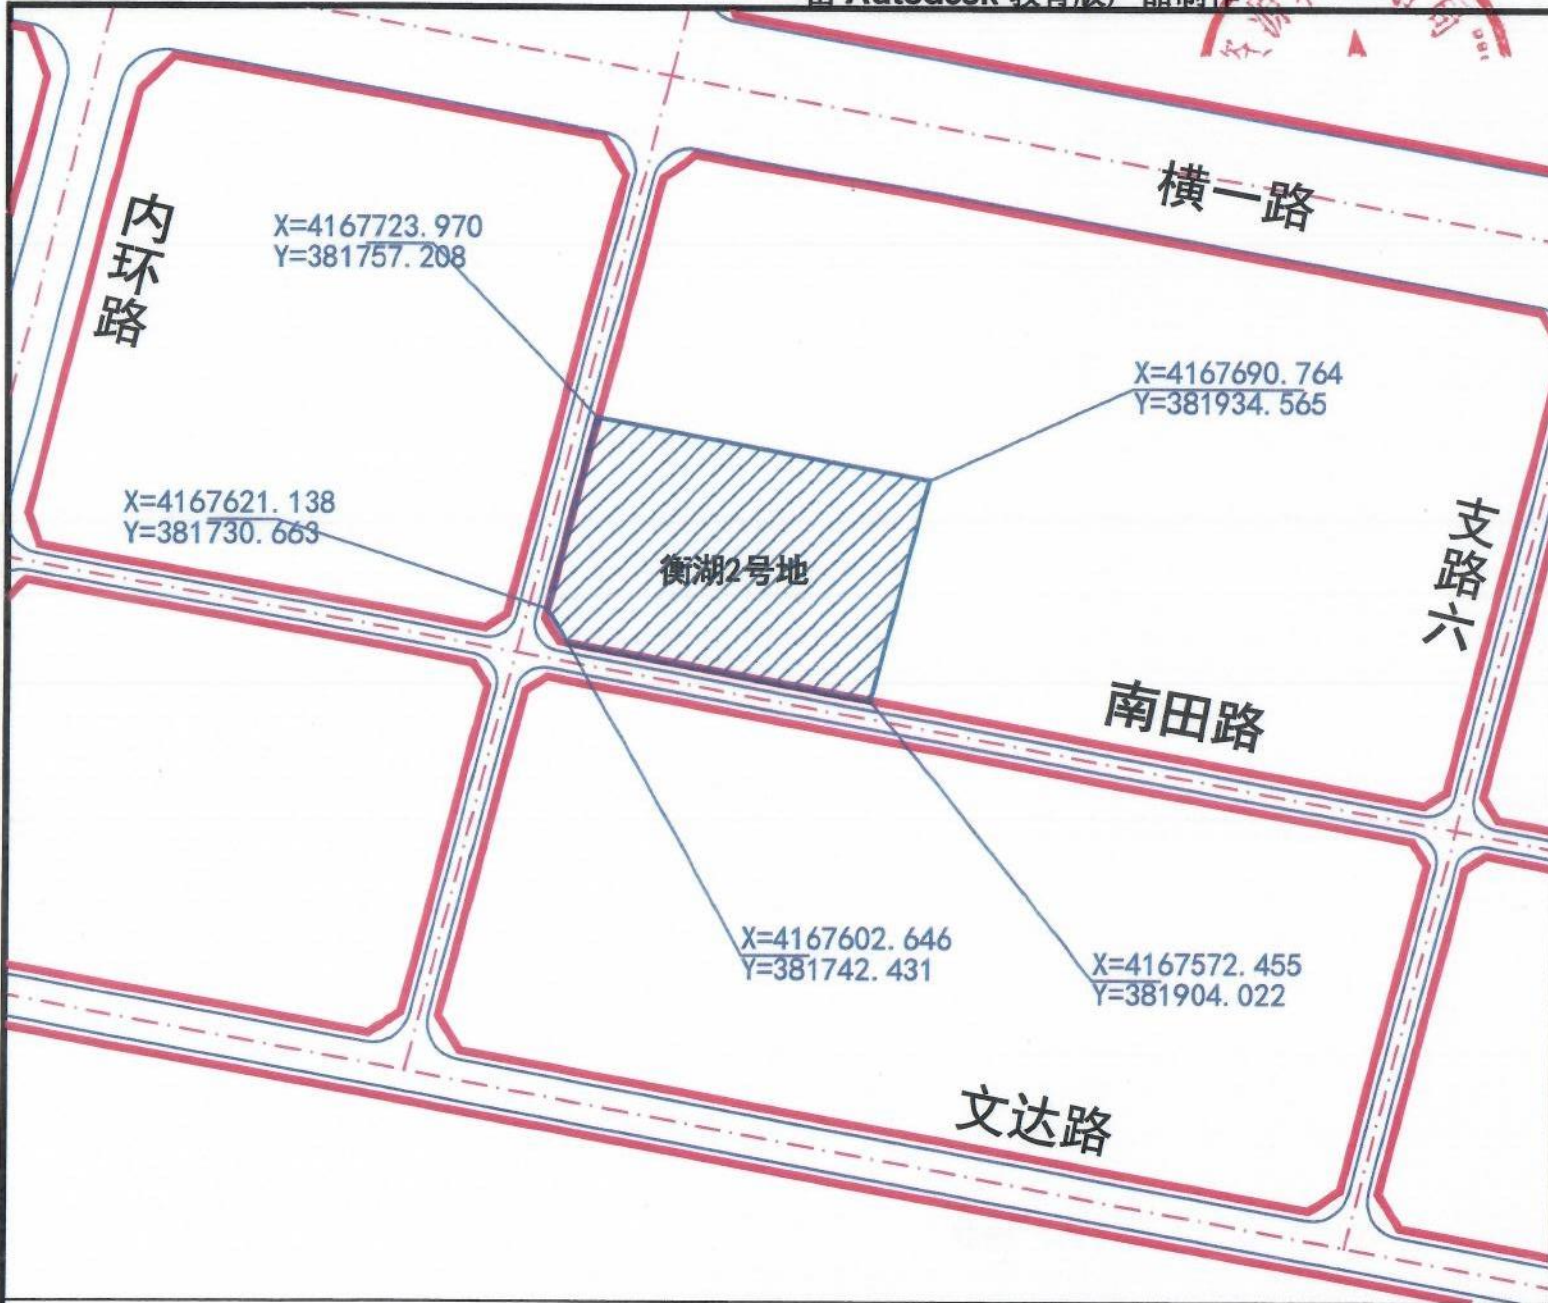 横一路
内环路
X=4167723.970
Y=381757.208
X=4167690.764
Y=381934.565
X=4167621.138
Y=381730.663
衡湖2号地
支路六
南田路
X=4167602.646
Y=381742.431
X=4167572.455
Y=381904.022
文达路